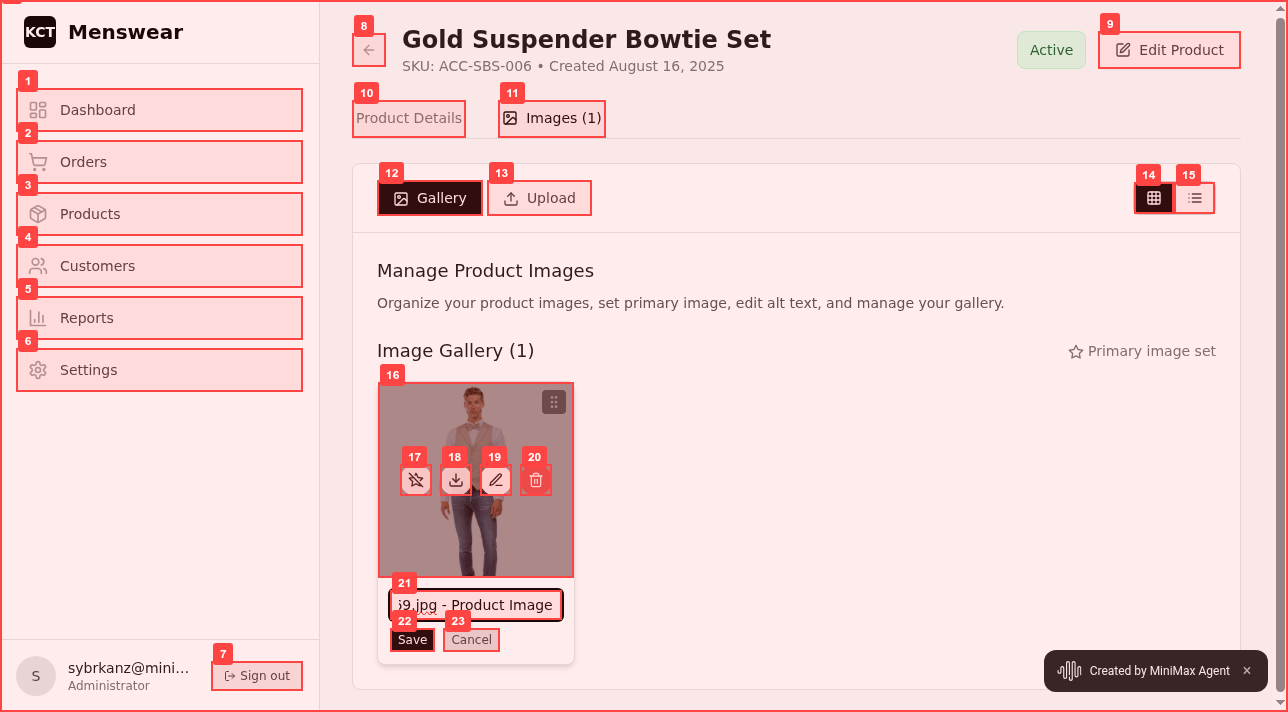 KCT Menswear
1
Dashboard
2
Orders
3
Products
4
Customers
5
Reports
6
Settings
S
sybrkanz@mini...
Administrator
7
Sign out
8
Gold Suspender Bowtie Set
SKU: ACC-SBS-006 • Created August 16, 2025
Active
9
Edit Product
10
Product Details
11
Images (1)
12
Gallery
13
Upload
14
15
Manage Product Images
Organize your product images, set primary image, edit alt text, and manage your gallery.
Image Gallery (1)
Primary image set
16
17
18
19
20
21
59.jpg - Product Image
22
Save
23
Cancel
Created by MiniMax Agent ×